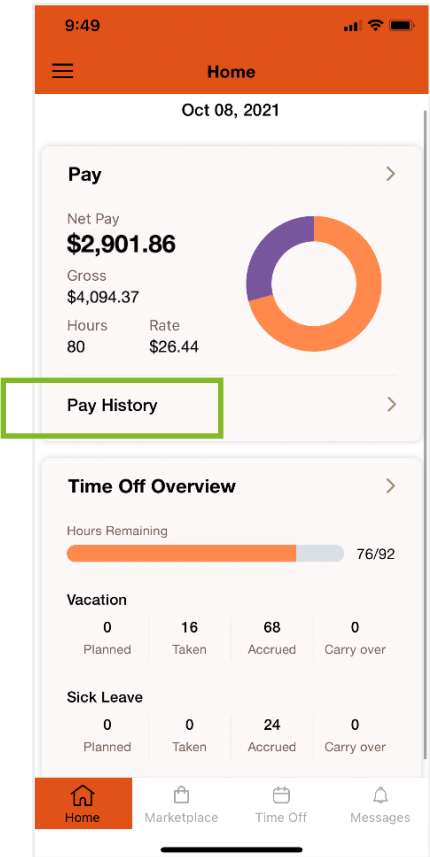 9:49
Home
Oct 08, 2021
Pay
Net Pay
$2,901.86
Gross
$4,094.37
Hours Rate
80 $26.44
Pay History
Time Off Overview
Hours Remaining
76/92
Vacation
0 16 68 0
Planned Taken Accrued Carry over
Sick Leave
0 0 24 0
Planned Taken Accrued Carry over
Home Marketplace Time Off Messages